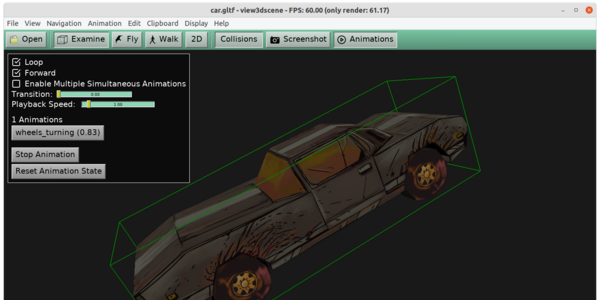 car.gltf - view3dscene - FPS: 60.00 (only render: 61.17)
File View Navigation Animation Edit Clipboard Display Help
Open Examine Fly Walk 2D Collisions Screenshot Animations
Loop
Forward
Enable Multiple Simultaneous Animations
Transition: 0.00
Playback Speed: 1.00
1 Animations
wheels_turning (0.83)
Stop Animation
Reset Animation State